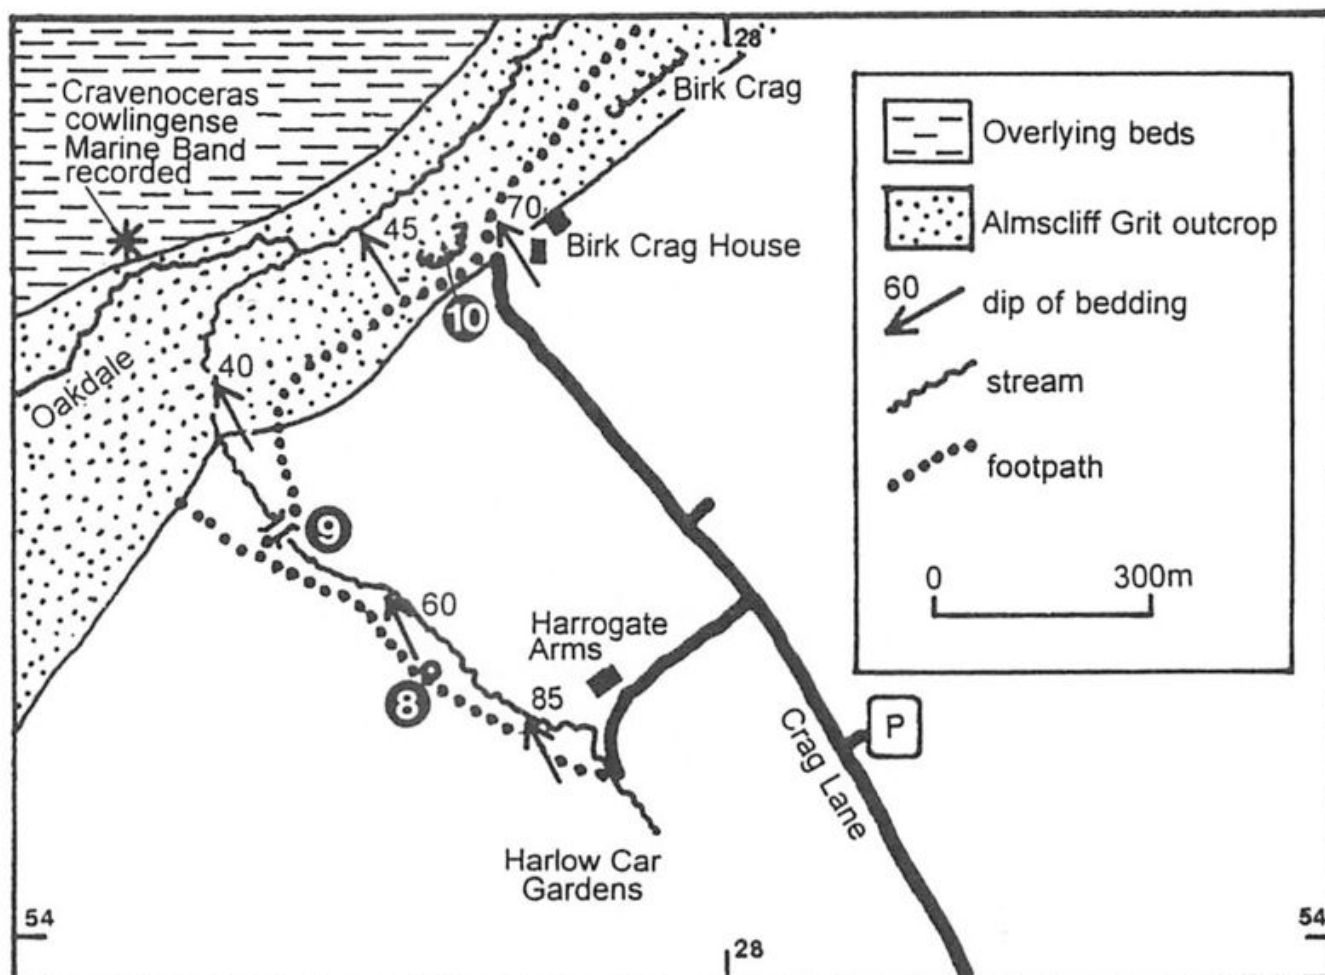 28
Birk Crag
Cravenoceras
cowlingense
Marine Band
recorded
70
45
Birk Crag House
10
40
Oakdale
9
60
Harrogate
Arms
8
85
P
Crag Lane
Harlow Car
Gardens
54
28
54
Overlying beds
Almscliff Grit outcrop
60
dip of bedding
stream
footpath
0
300m